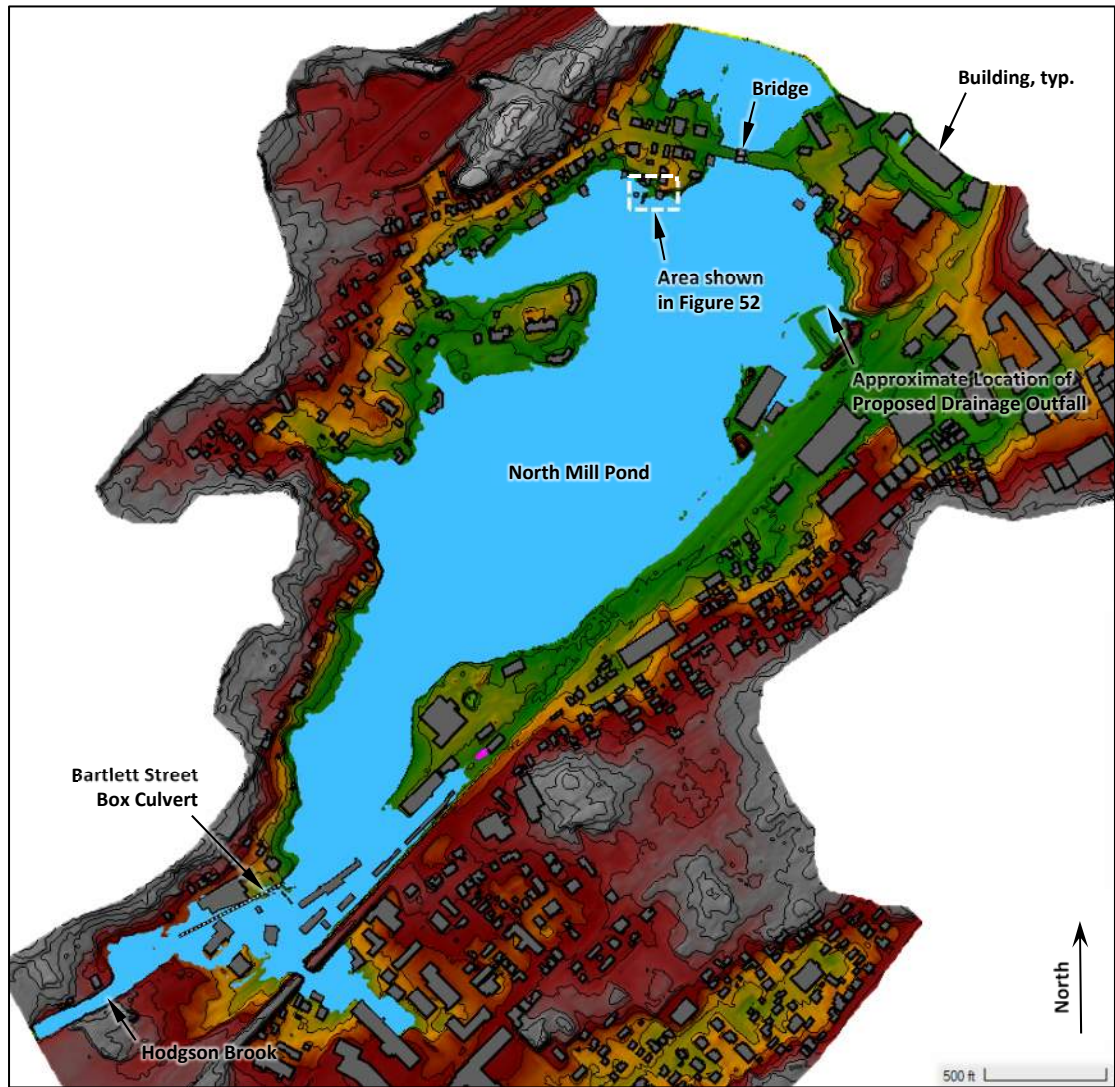 Building, typ.
Bridge
Area shown
in Figure 52
Approximate Location of
Proposed Drainage Outfall
North Mill Pond
Bartlett Street
Box Culvert
Hodgson Brook
North
500 ft